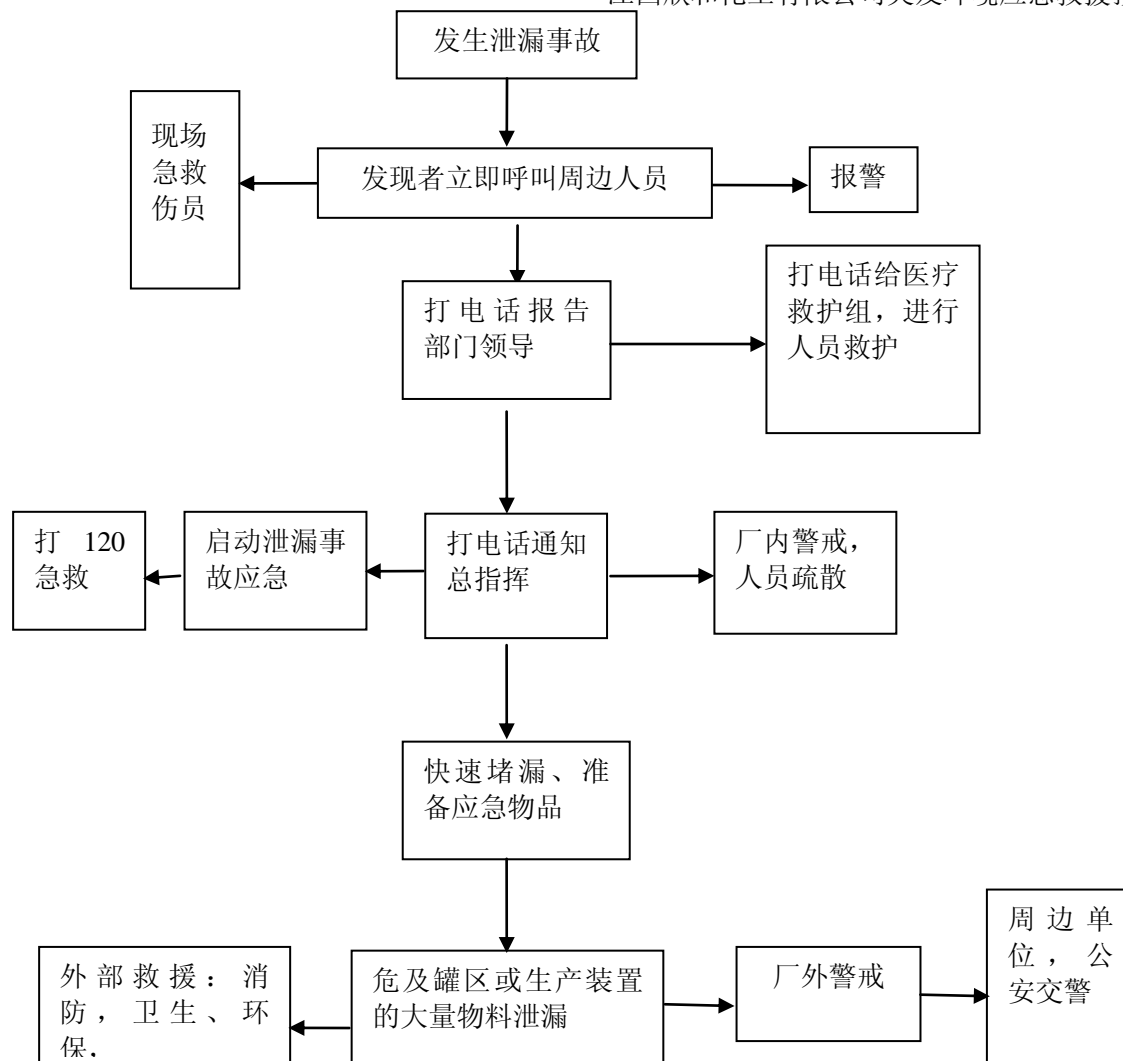 发生泄漏事故
现场
急救
伤员
发现者立即呼叫周边人员
报警
打电话报告
部门领导
打电话给医疗
救护组，进行
人员救护
打 120
急救
启动泄漏事
故应急
打电话通知
总指挥
厂内警戒，
人员疏散
快速堵漏、准
备应急物品
外部救援：消
防，卫生、环
保，
危及罐区或生产装置
的大量物料泄漏
厂外警戒
周边单
位，公
安交警